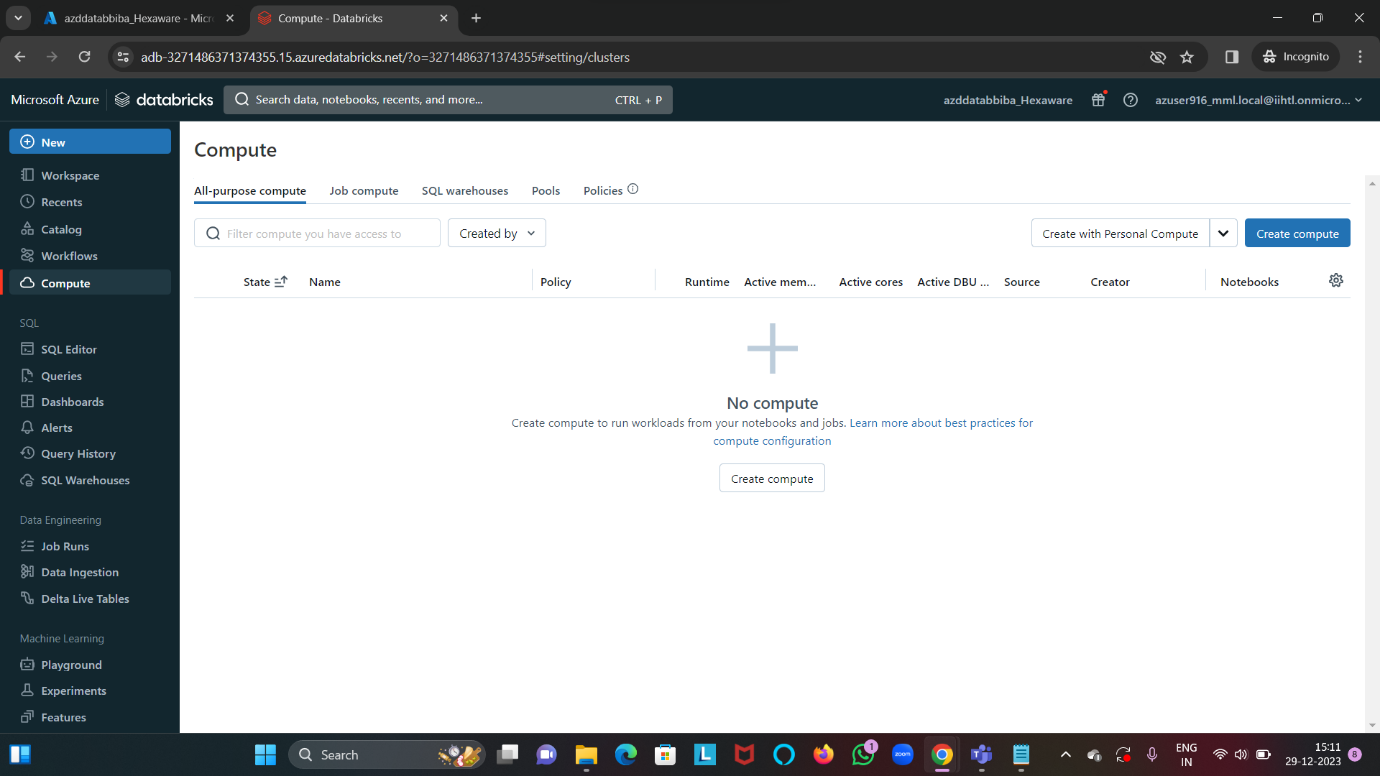 azddatabbiba_Hexaware - Micr
Compute - Databricks
adb-3271486371374355.15.azuredatabricks.net/?o=3271486371374355#setting/clusters
Incognito
Microsoft Azure
databricks
Search data, notebooks, recents, and more...
CTRL + P
azddatabbiba_Hexaware
azuser916_mml.local@iihtl.onmicro...
New
Workspace
Recents
Catalog
Workflows
Compute
SQL
SQL Editor
Queries
Dashboards
Alerts
Query History
SQL Warehouses
Data Engineering
Job Runs
Data Ingestion
Delta Live Tables
Machine Learning
Playground
Experiments
Features
Compute
All-purpose compute
Job compute
SQL warehouses
Pools
Policies
Filter compute you have access to
Created by
Create with Personal Compute
Create compute
State
Name
Policy
Runtime
Active mem...
Active cores
Active DBU ...
Source
Creator
Notebooks
No compute
Create compute to run workloads from your notebooks and jobs. Learn more about best practices for
compute configuration
Create compute
Search
L
1
zoom
ENG
IN
15:11
29-12-2023
8